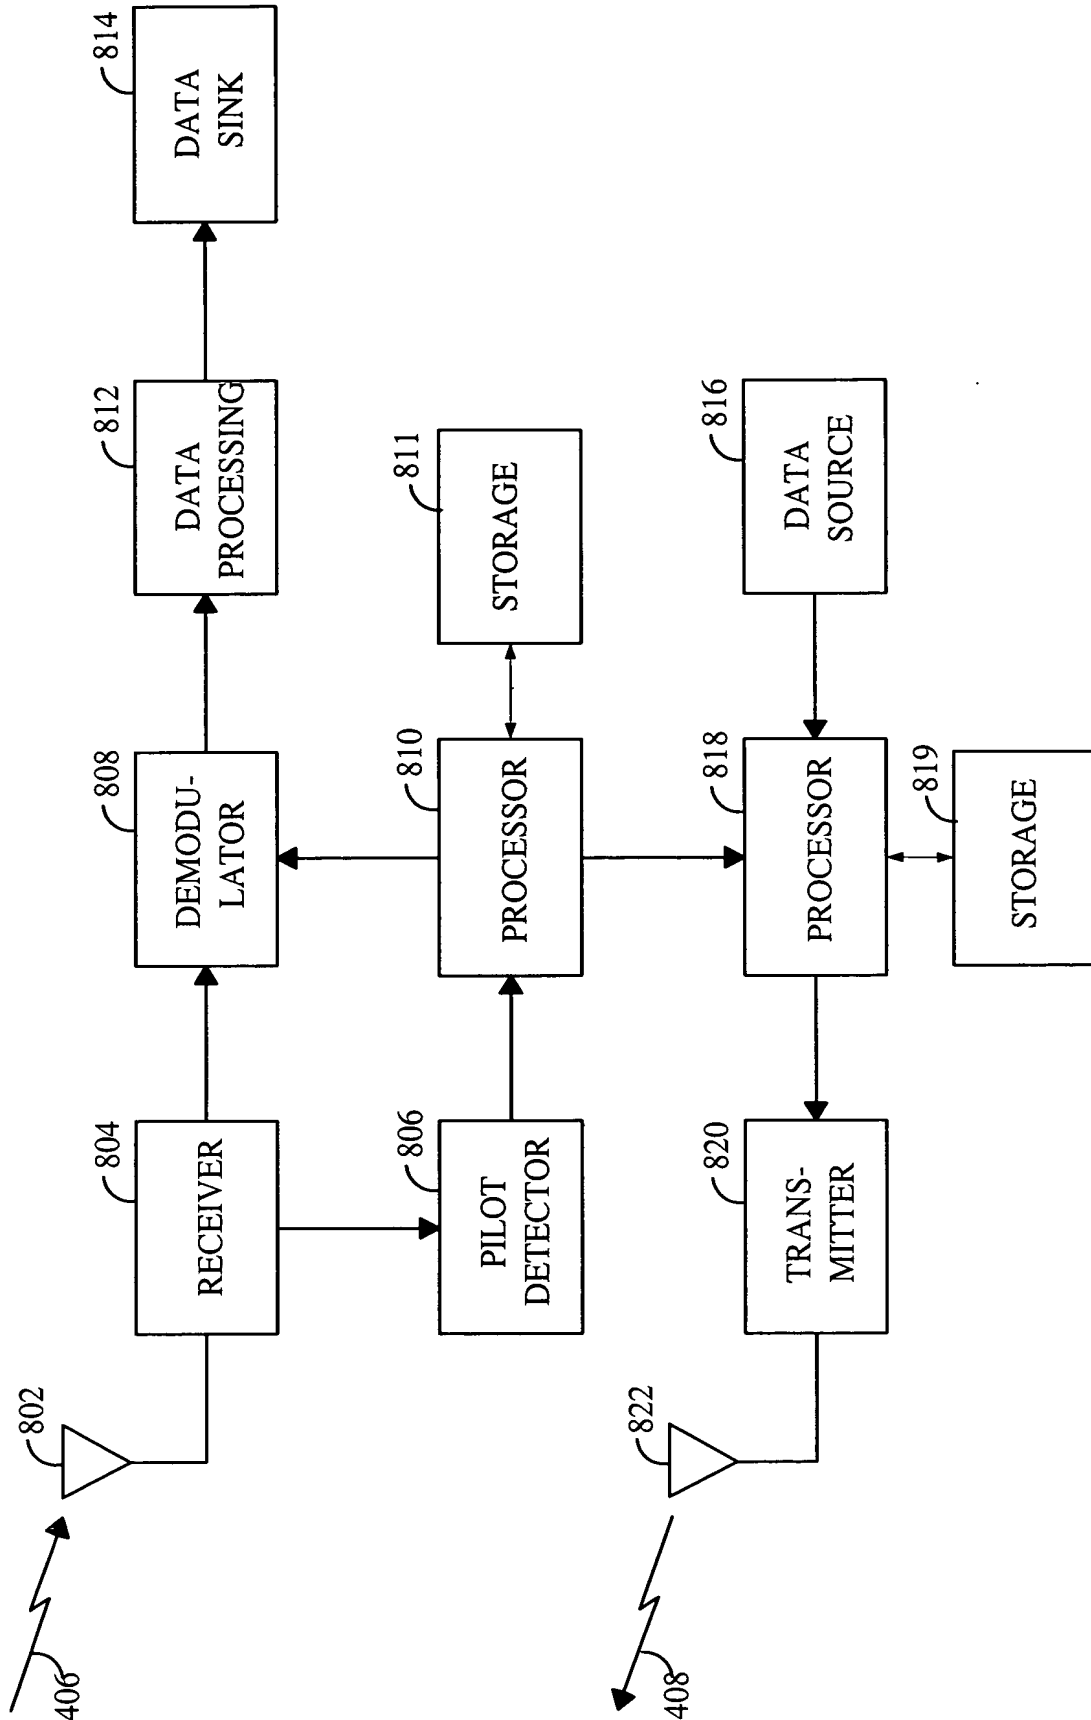 406
802
804
RECEIVER
808
DEMODU-
LATOR
812
DATA
PROCESSING
814
DATA
SINK
806
PILOT
DETECTOR
810
PROCESSOR
811
STORAGE
408
822
820
TRANS-
MITTER
818
PROCESSOR
816
DATA
SOURCE
819
STORAGE